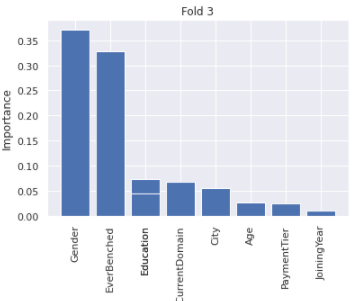 Fold 3
Importance
0.35
0.30
0.25
0.20
0.15
0.10
0.05
0.00
Gender
EverBenched
Education
CurrentDomain
City
Age
PaymentTier
JoiningYear